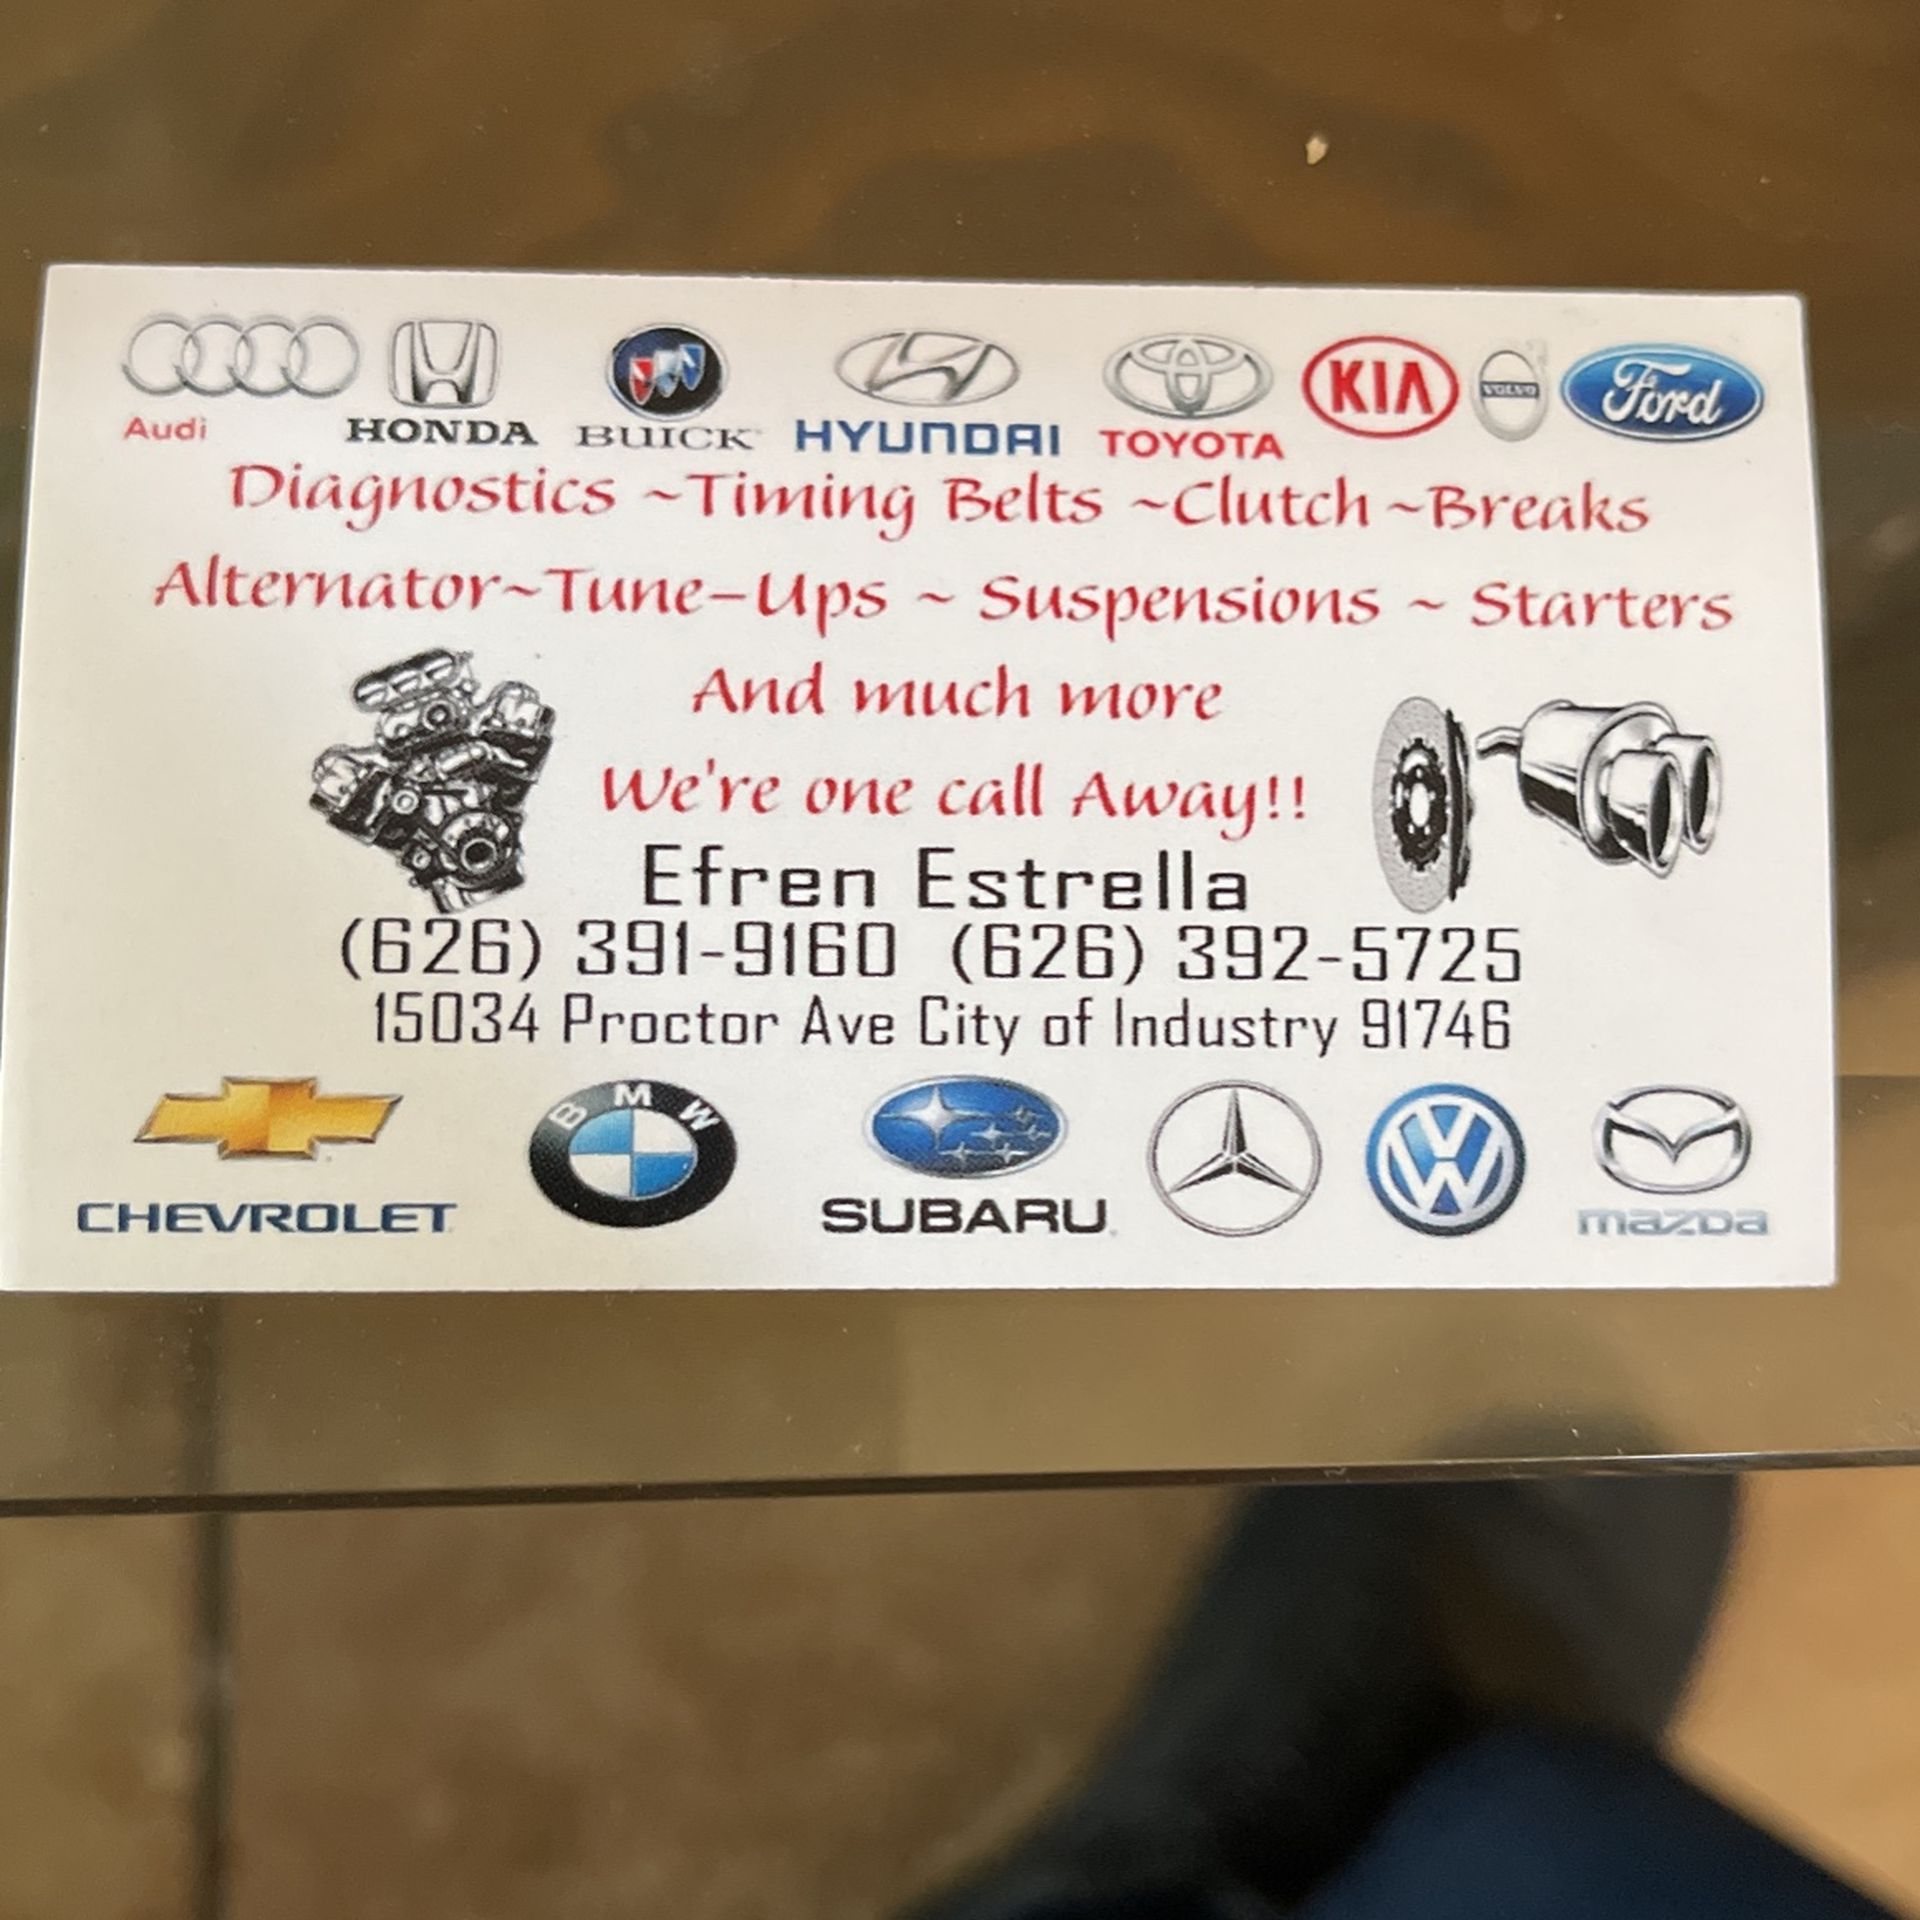 Audi HONDA BUICK HYUNDAI TOYOTA KIA VOLVO Ford
Diagnostics ~Timing Belts ~Clutch ~Breaks
Alternator~Tune-Ups ~ Suspensions ~ Starters
And much more
We're one call Away!!
Efren Estrella
(626) 391-9160 (626) 392-5725
15034 Proctor Ave City of Industry 91746
BMW
CHEVROLET SUBARU mazda